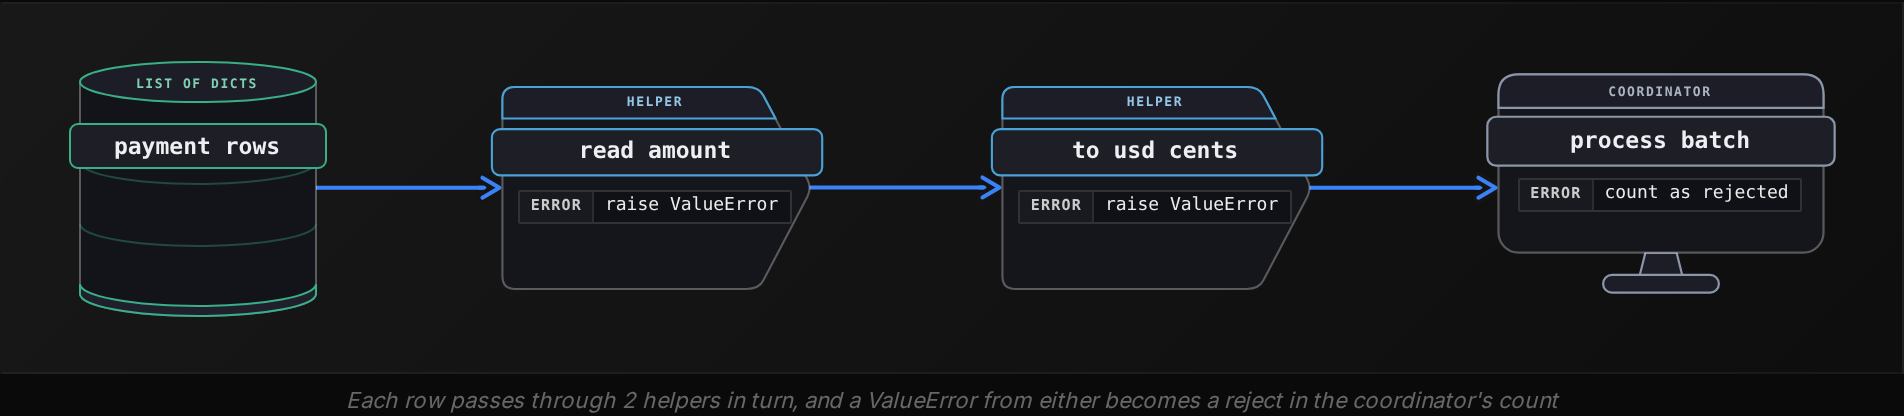 LIST OF DICTS
payment rows
HELPER
read amount
ERROR raise ValueError
HELPER
to usd cents
ERROR raise ValueError
COORDINATOR
process batch
ERROR count as rejected
Each row passes through 2 helpers in turn, and a ValueError from either becomes a reject in the coordinator's count